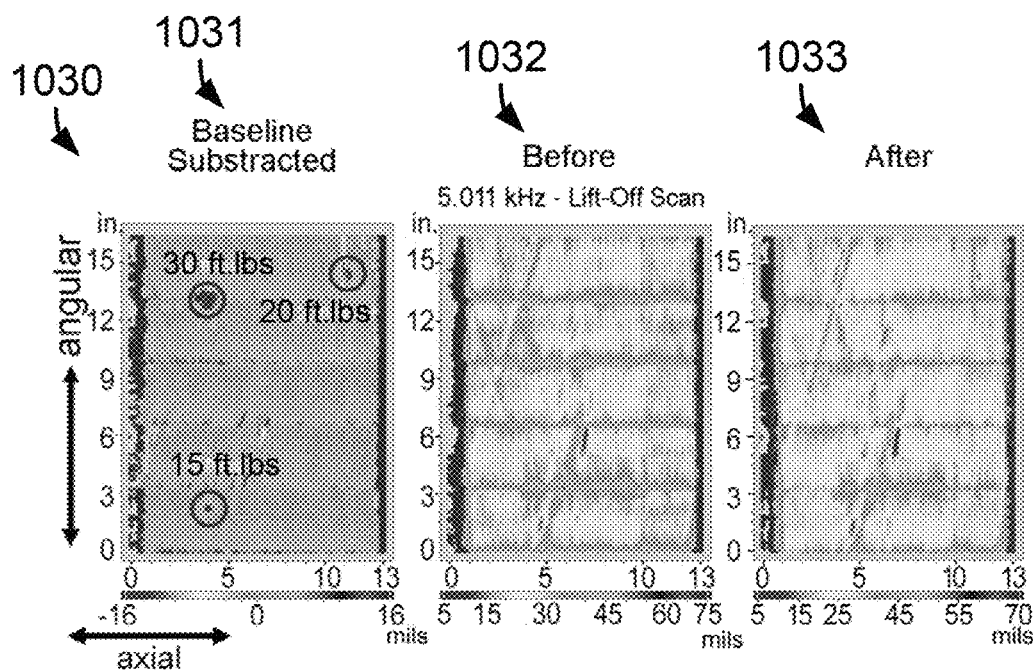 1030
1031
1032
1033
Baseline
Substracted
Before
After
5.011 kHz - Lift-Off Scan
angular
in.
15
12
9
6
3
0
30 ft.lbs
20 ft.lbs
15 ft.lbs
0 5 10 13
-16 0 16
mils
axial
in.
15
12
9
6
3
0
0 5 10 13
5 15 30 45 60 75
mils
in.
15
12
9
6
3
0
0 5 10 13
5 15 25 45 55 70
mils